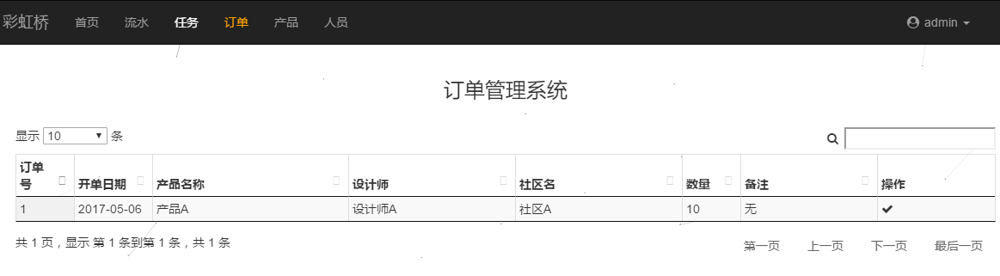 彩虹桥 首页 流水 任务 订单 产品 人员 admin
订单管理系统
显示 10 条
订单号 开单日期 产品名称 设计师 社区名 数量 备注 操作
1 2017-05-06 产品A 设计师A 社区A 10 无
共 1 页，显示 第 1 条到第 1 条，共 1 条
第一页 上一页 下一页 最后一页